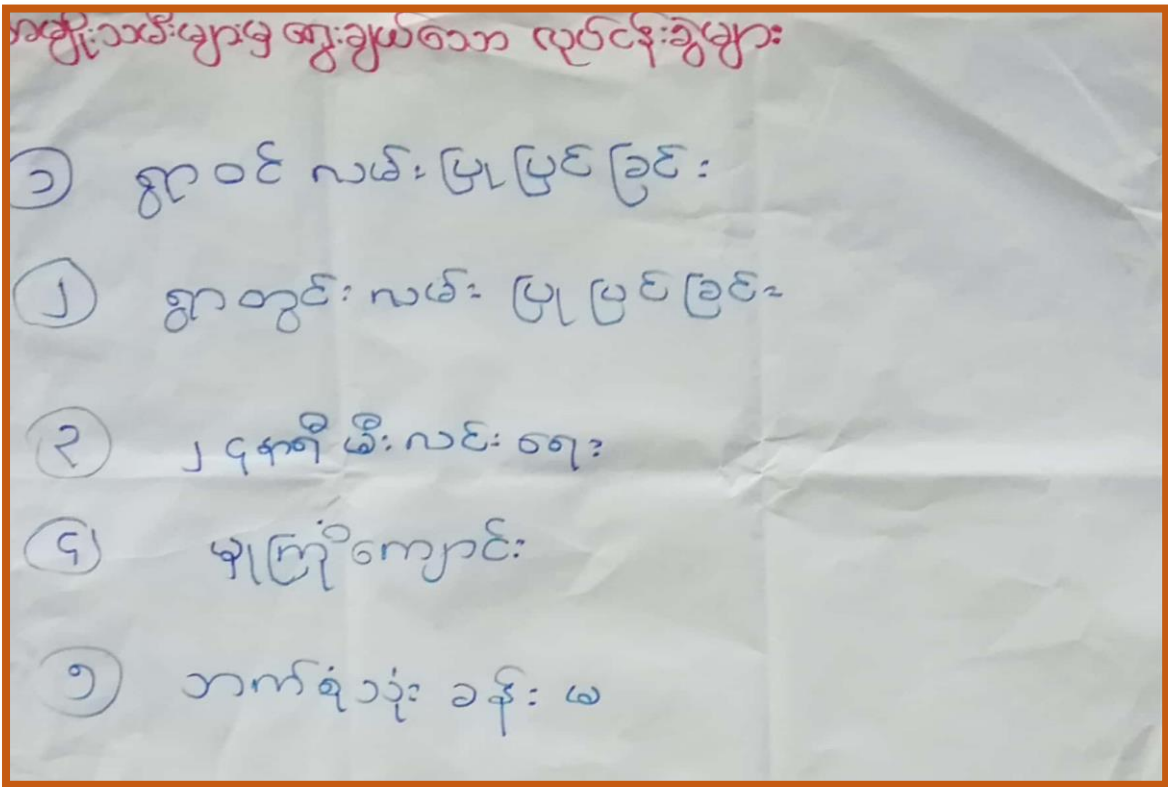 အမျိုးသမီးများမှ ရွေးချယ်သော လုပ်ငန်းခွဲများ
၁ ရွာဝင် လမ်းပြုပြင်ခြင်း
၂ ရွာတွင်း လမ်း ပြုပြင်ခြင်း
၃ ၂၄နာရီ မီးလင်းရေး
၄ မူကြိုကျောင်း
၅ ဘက်စုံသုံး ခန်းမ